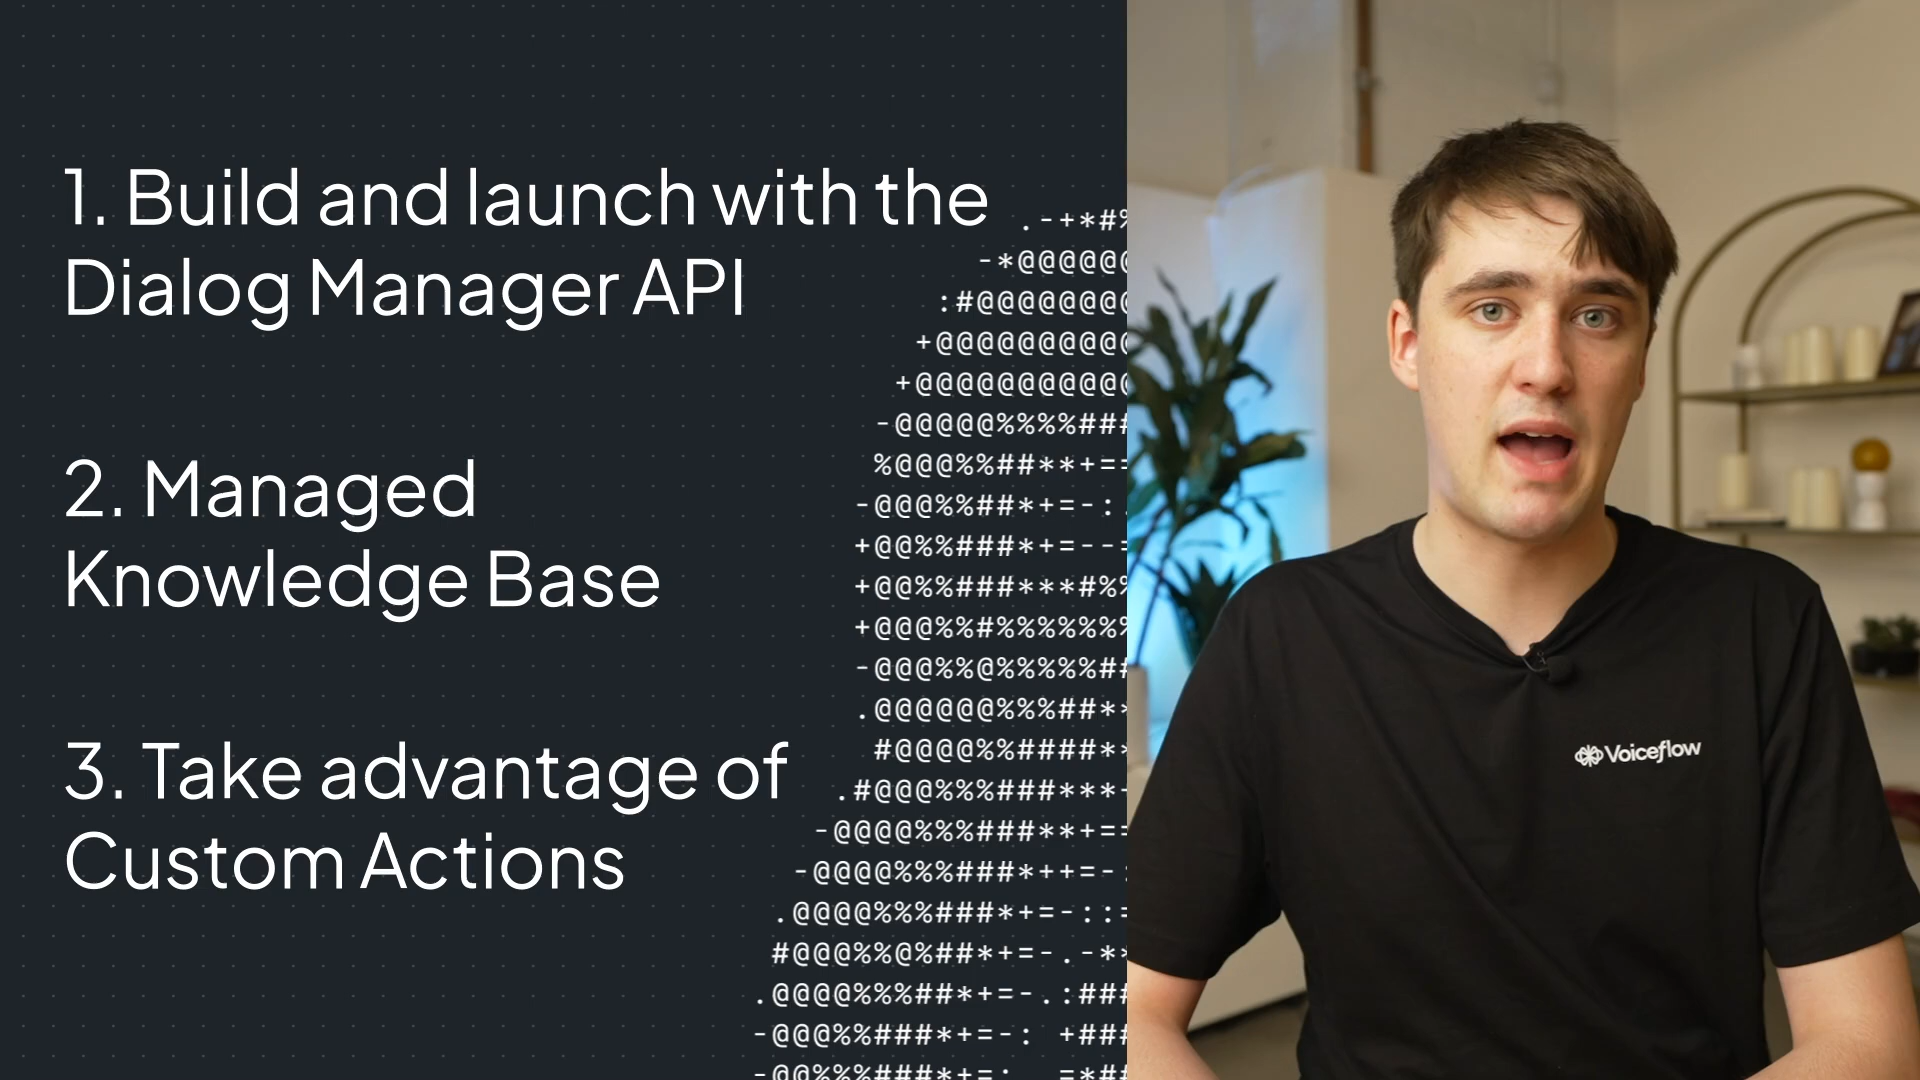 1. Build and launch with the
Dialog Manager API
2. Managed
Knowledge Base
3. Take advantage of
Custom Actions
Voiceflow